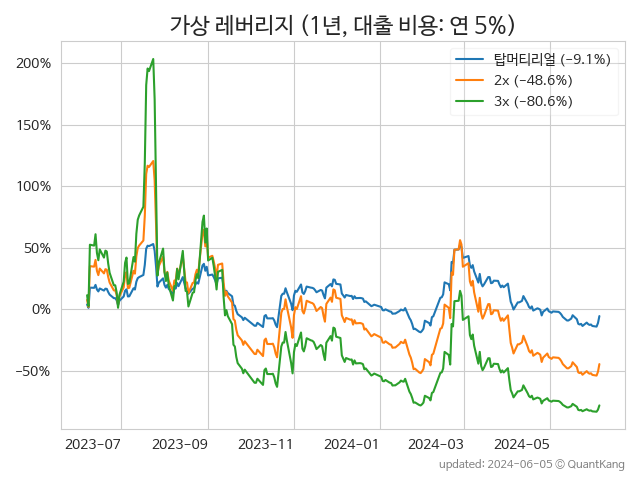 가상 레버리지 (1년, 대출 비용: 연 5%)
탑머티리얼 (-9.1%)
2x (-48.6%)
3x (-80.6%)
200%
150%
100%
50%
0%
-50%
2023-07
2023-09
2023-11
2024-01
2024-03
2024-05
updated: 2024-06-05 © QuantKang